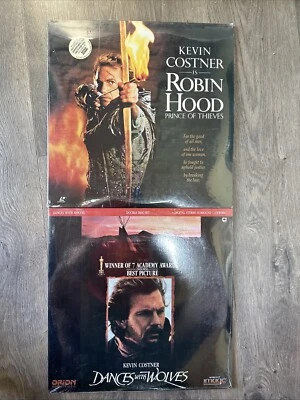 KEVIN
COSTNER
IS
ROBIN
HOOD
PRINCE OF THIEVES
For the good
of all men,
and the love
of one woman,
he fought to
uphold justice
by breaking
the law.
WINNER OF 7 ACADEMY AWARDS
BEST PICTURE
KEVIN COSTNER
DANCES WITH WOLVES
ORION
image